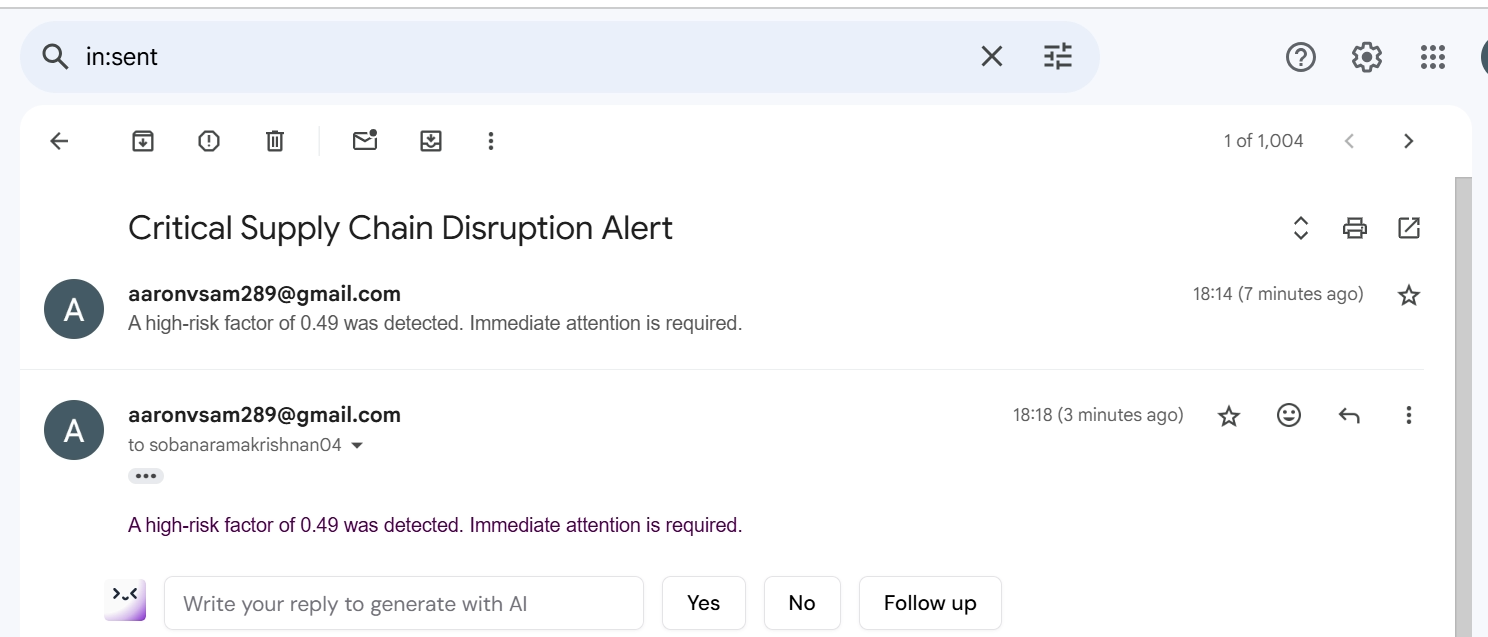 in:sent
1 of 1,004
Critical Supply Chain Disruption Alert
A
aaronvsam289@gmail.com
18:14 (7 minutes ago)
A high-risk factor of 0.49 was detected. Immediate attention is required.
A
aaronvsam289@gmail.com
18:18 (3 minutes ago)
to sobanaramakrishnan04
A high-risk factor of 0.49 was detected. Immediate attention is required.
Write your reply to generate with AI
Yes
No
Follow up